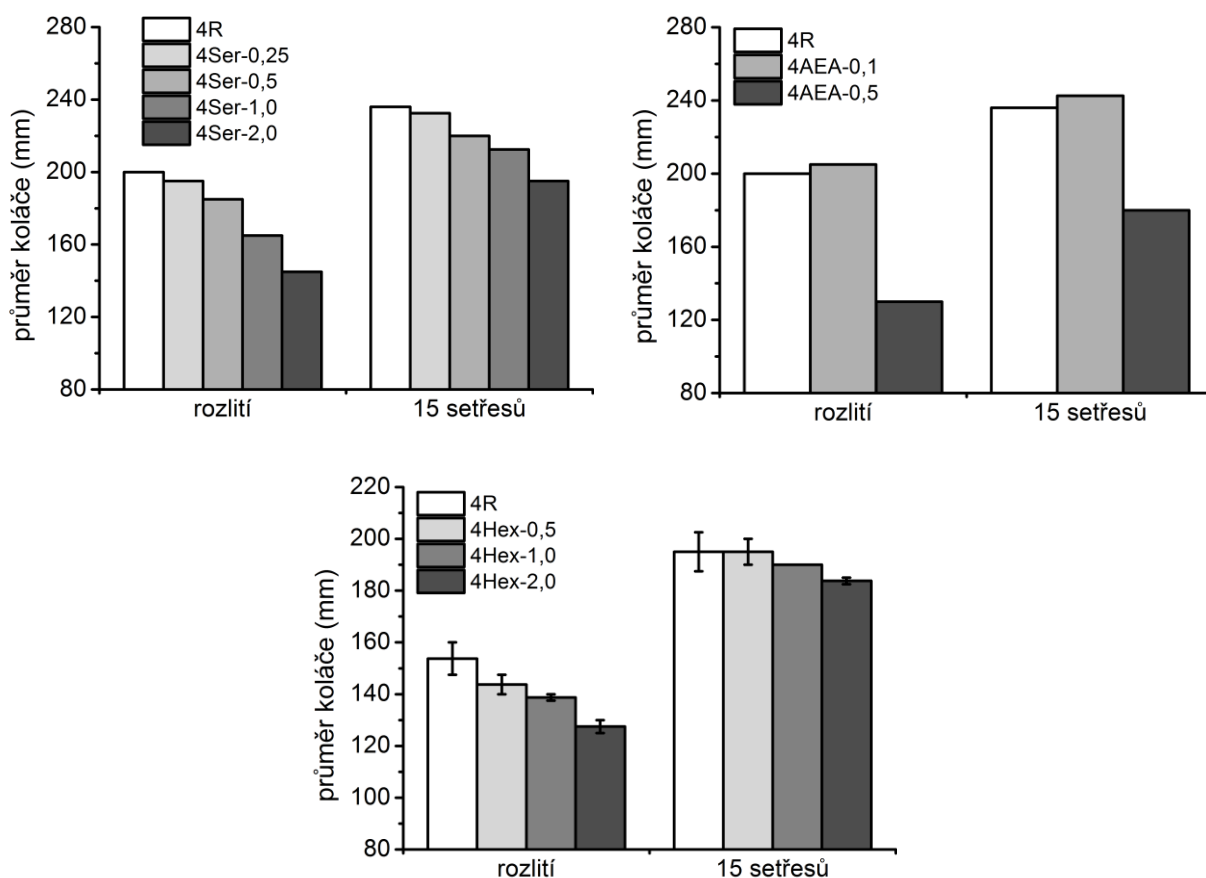 280
240
200
160
120
80
průměr koláče (mm)
4R
4Ser-0,25
4Ser-0,5
4Ser-1,0
4Ser-2,0
rozlití
15 setřesů
280
240
200
160
120
80
průměr koláče (mm)
4R
4AEA-0,1
4AEA-0,5
rozlití
15 setřesů
220
200
180
160
140
120
100
80
průměr koláče (mm)
4R
4Hex-0,5
4Hex-1,0
4Hex-2,0
rozlití
15 setřesů